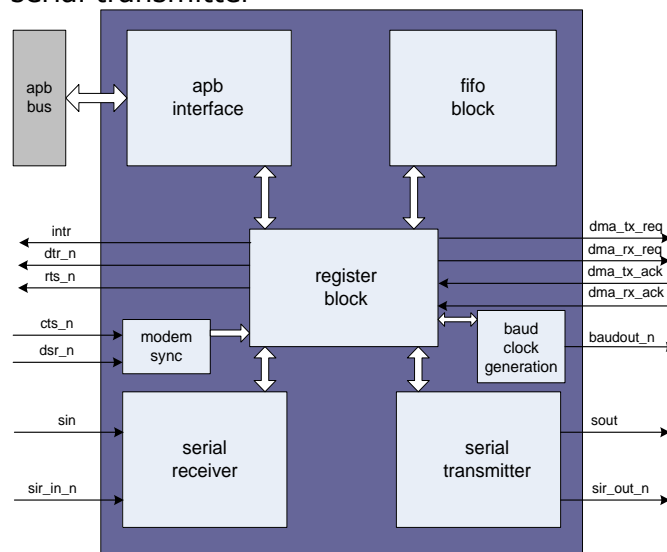 serial transmitter
apb
bus
apb
interface
fifo
block
intr
dtr_n
rts_n
register
block
dma_tx_req
dma_rx_req
dma_tx_ack
dma_rx_ack
cts_n
dsr_n
modem
sync
baud
clock
generation
baudout_n
sin
sir_in_n
serial
receiver
serial
transmitter
sout
sir_out_n